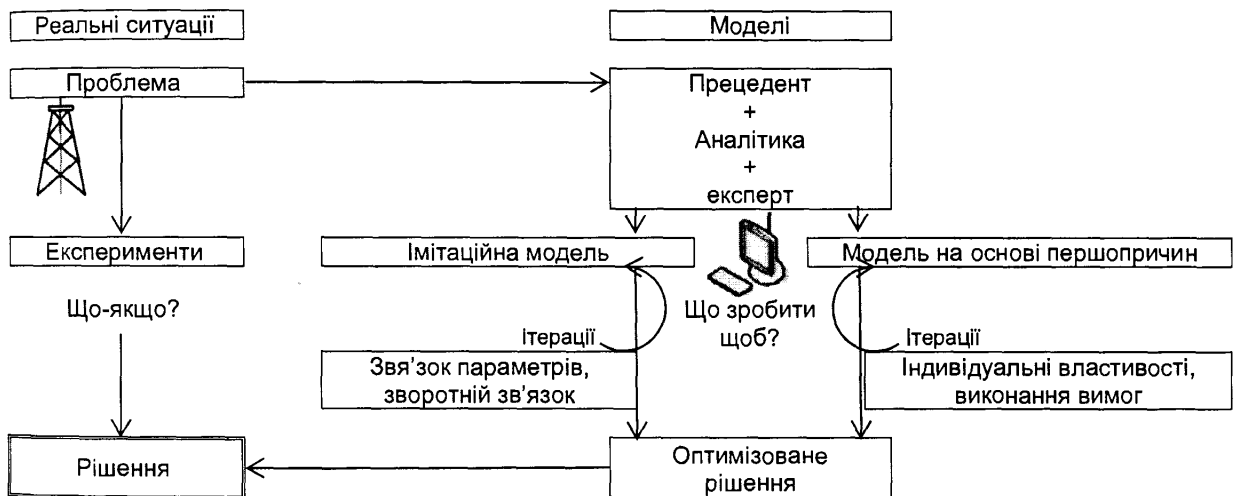 Реальні ситуації
Моделі
Проблема
Прецедент
+
Аналітика
+
експерт
Експерименти
Імітаційна модель
Модель на основі першопричин
Що-якщо?
Що зробити
щоб?
Ітерації
Ітерації
Звя'зок параметрів,
зворотній зв'язок
Індивідуальні властивості,
виконання вимог
Рішення
Оптимізоване
рішення